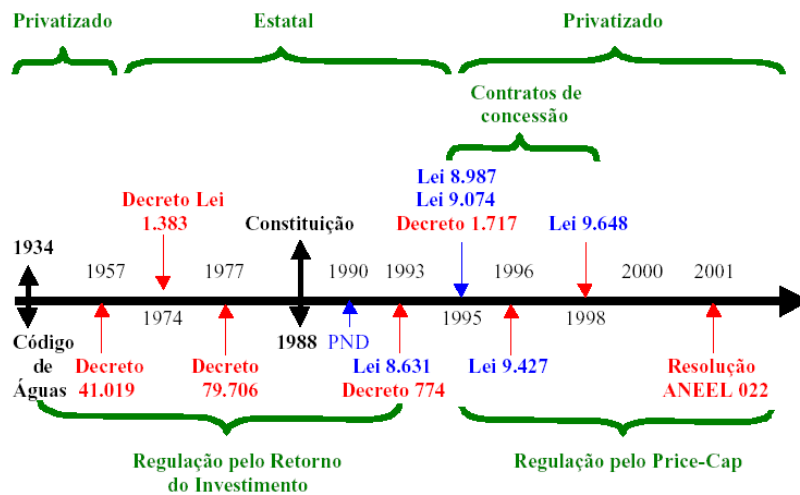 Privatizado
Estatal
Privatizado
Contratos de
concessão
Lei 8.987
Lei 9.074
Decreto 1.717
Decreto Lei
1.383
Constituição
Lei 9.648
1934
1957
1977
1990
1993
1996
2000
2001
1974
1995
1998
Código
de
Águas
Decreto
41.019
Decreto
79.706
1988
PND
Lei 8.631
Decreto 774
Lei 9.427
Resolução
ANEEL 022
Regulação pelo Retorno
do Investimento
Regulação pelo Price-Cap